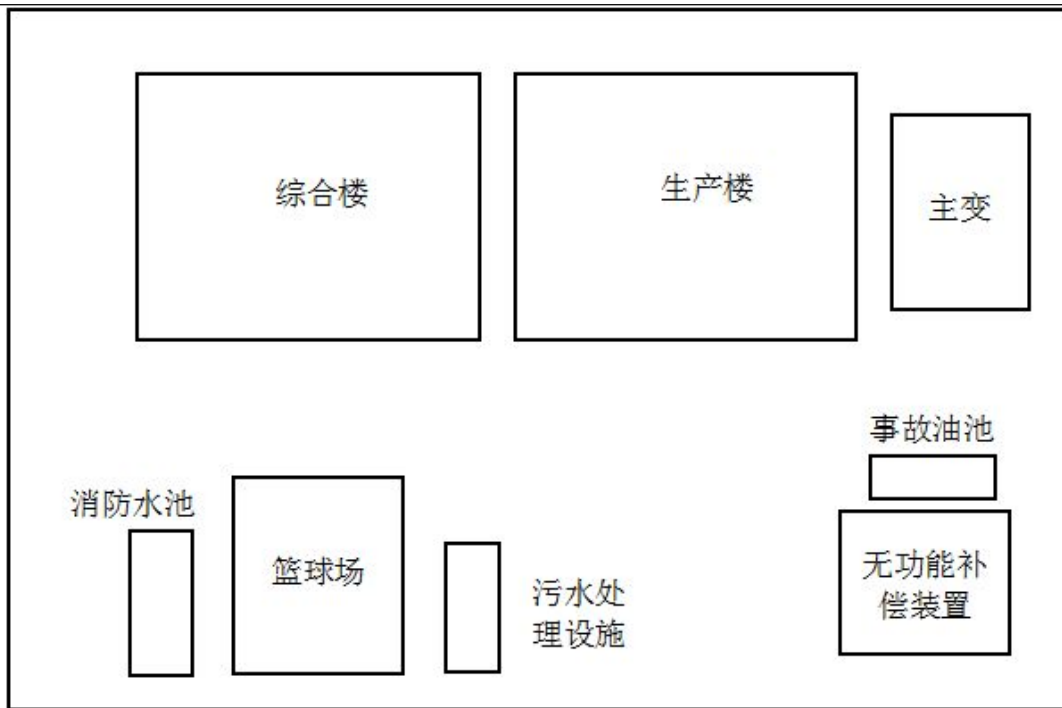 综合楼
生产楼
主变
事故油池
消防水池
篮球场
污水处
理设施
无功能补
偿装置